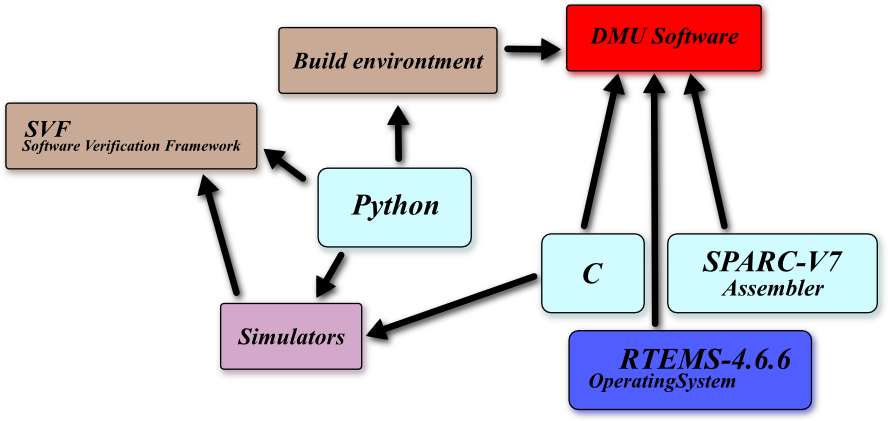 DMU Software
Build environtment
SVF
Software Verification Framework
Python
C
SPARC-V7
Assembler
Simulators
RTEMS-4.6.6
OperatingSystem